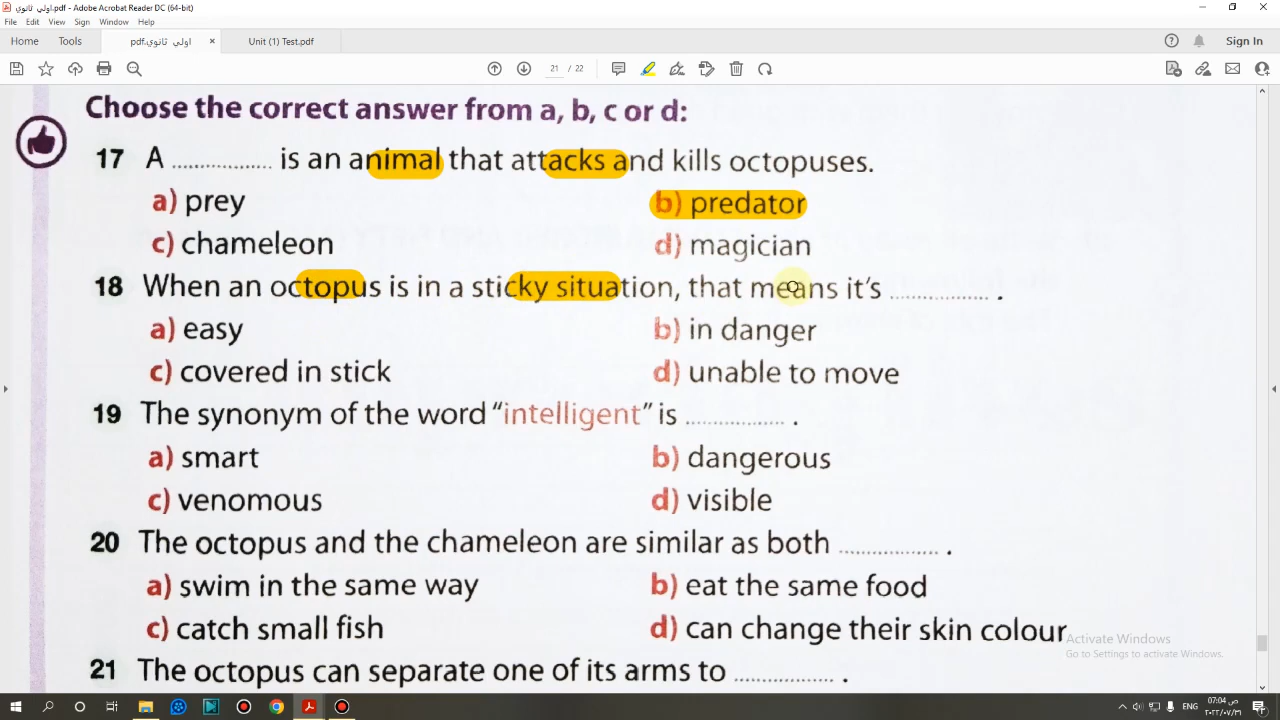 اولي ثانوي.pdf - Adobe Acrobat Reader DC (64-bit)
File Edit View Sign Window Help
Home Tools اولي ثانوي.pdf × Unit (1) Test.pdf Sign In
21 / 22
Choose the correct answer from a, b, c or d:
17 A ................ is an animal that attacks and kills octopuses.
a) prey b) predator
c) chameleon d) magician
18 When an octopus is in a sticky situation, that means it's ................ .
a) easy b) in danger
c) covered in stick d) unable to move
19 The synonym of the word “intelligent” is ................ .
a) smart b) dangerous
c) venomous d) visible
20 The octopus and the chameleon are similar as both ................ .
a) swim in the same way b) eat the same food
c) catch small fish d) can change their skin colour
Activate Windows
Go to Settings to activate Windows.
21 The octopus can separate one of its arms to ................ .
ENG 07:04 ص
٢٠٢٢/٠٧/٣١